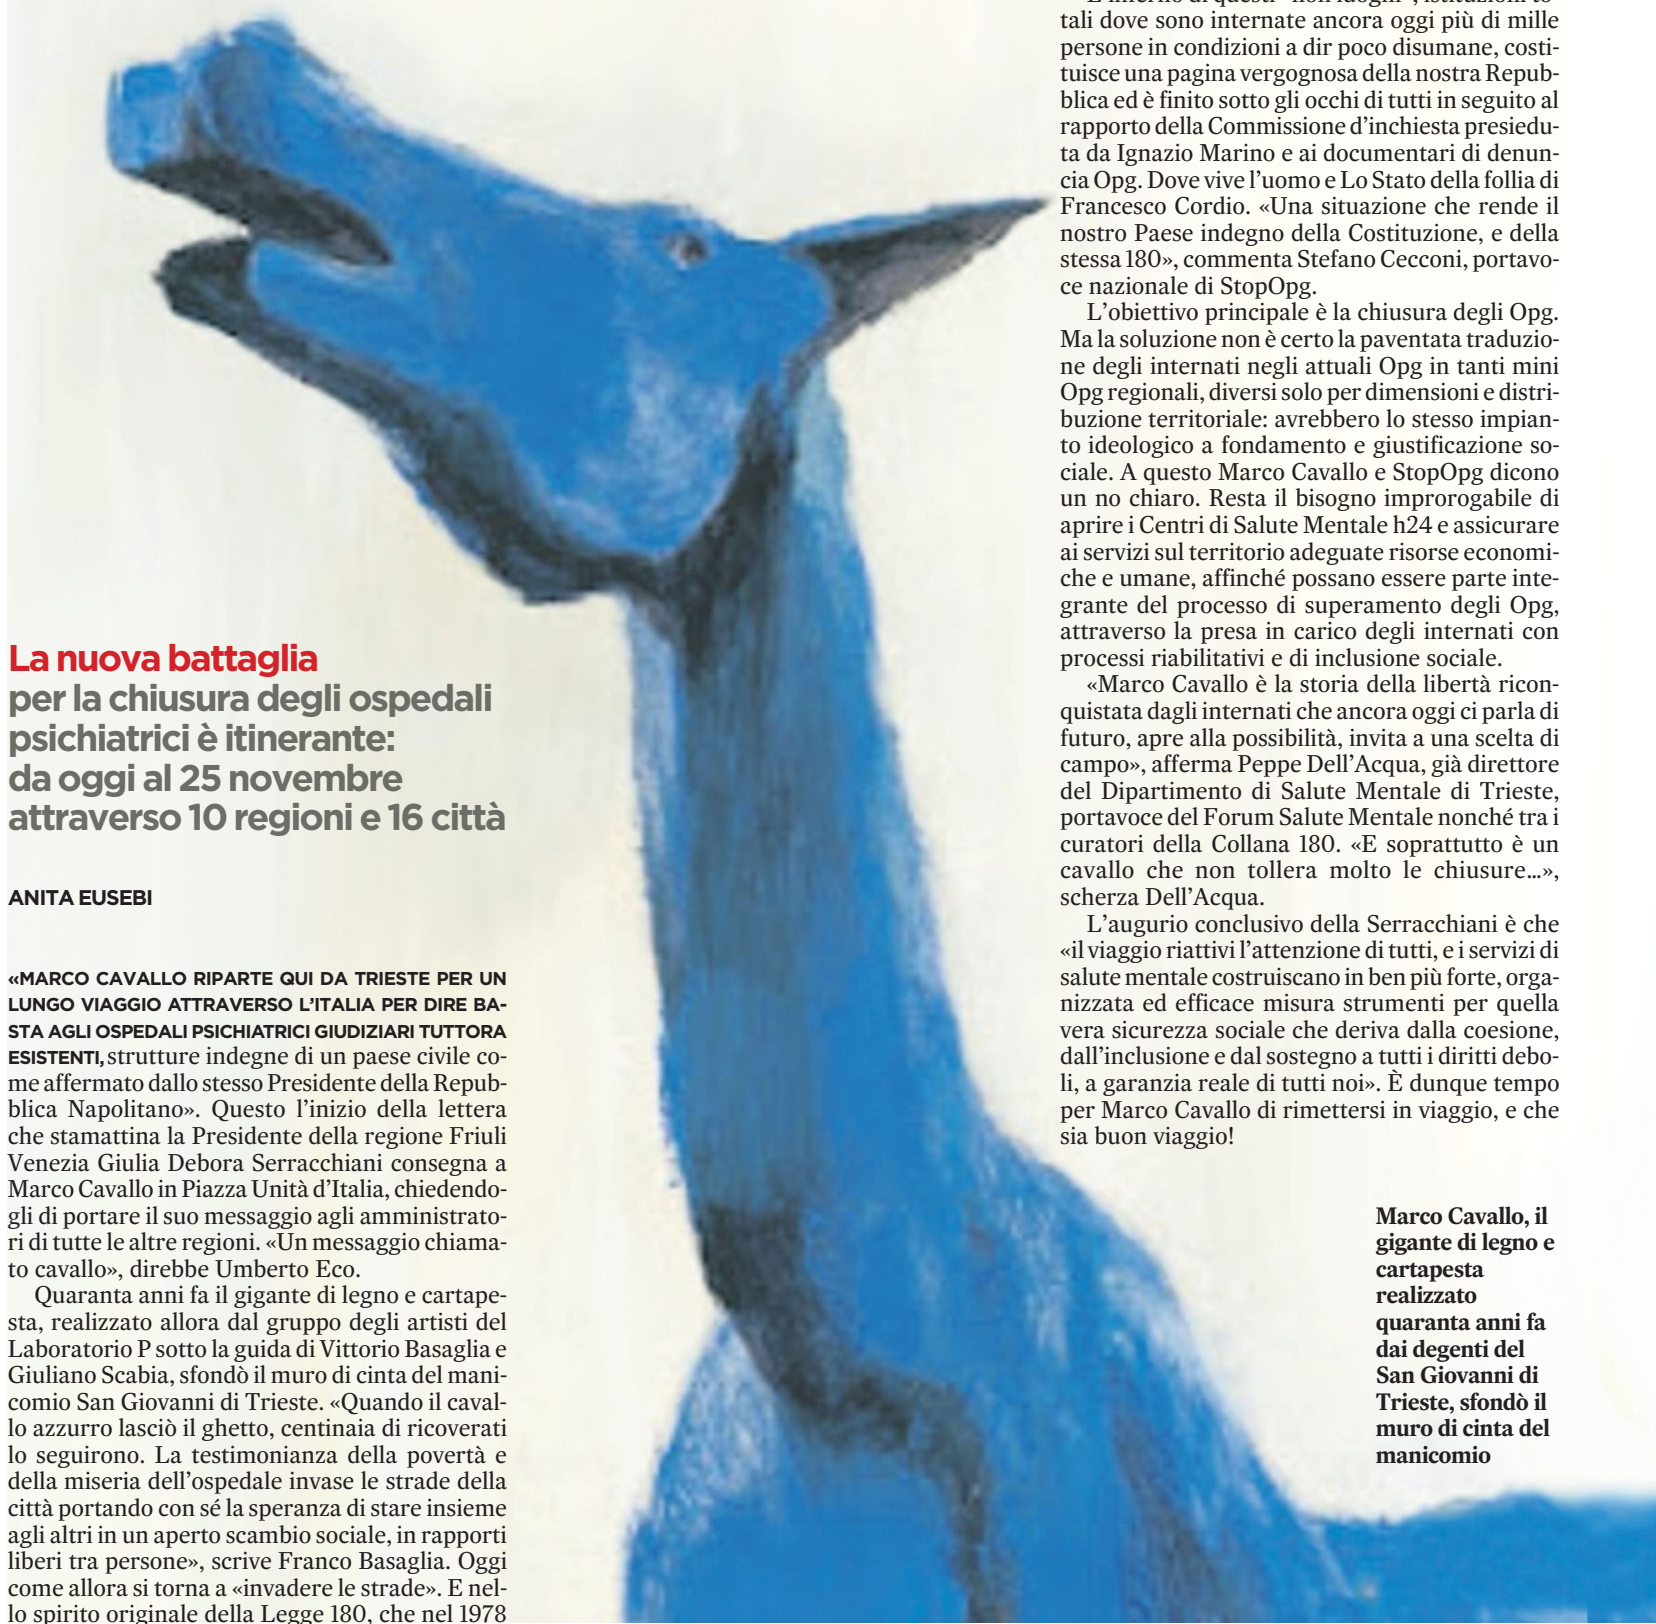 La nuova battaglia
per la chiusura degli ospedali
psichiatrici è itinerante:
da oggi al 25 novembre
attraverso 10 regioni e 16 città
ANITA EUSEBI
«MARCO CAVALLO RIPARTE QUI DA TRIESTE PER UN
LUNGO VIAGGIO ATTRAVERSO L'ITALIA PER DIRE BA-
STA AGLI OSPEDALI PSICHIATRICI GIUDIZIARI TUTTORA
ESISTENTI, strutture indegne di un paese civile co-
me affermato dallo stesso Presidente della Repub-
blica Napolitano». Questo l'inizio della lettera
che stamattina la Presidente della regione Friuli
Venezia Giulia Debora Serracchiani consegna a
Marco Cavallo in Piazza Unità d'Italia, chiedendo-
gli di portare il suo messaggio agli amministrato-
ri di tutte le altre regioni. «Un messaggio chiama-
to cavallo», direbbe Umberto Eco.
Quaranta anni fa il gigante di legno e cartape-
sta, realizzato allora dal gruppo degli artisti del
Laboratorio P sotto la guida di Vittorio Basaglia e
Giuliano Scabia, sfondò il muro di cinta del mani-
comio San Giovanni di Trieste. «Quando il caval-
lo azzurro lasciò il ghetto, centinaia di ricoverati
lo seguirono. La testimonianza della povertà e
della miseria dell'ospedale invase le strade della
città portando con sé la speranza di stare insieme
agli altri in un aperto scambio sociale, in rapporti
liberi tra persone», scrive Franco Basaglia. Oggi
come allora si torna a «invadere le strade». E nel-
lo spirito originale della Legge 180, che nel 1978
L'inferno di questi "non luoghi", istituzioni to-
tali dove sono internate ancora oggi più di mille
persone in condizioni a dir poco disumane, costi-
tuisce una pagina vergognosa della nostra Repub-
blica ed è finito sotto gli occhi di tutti in seguito al
rapporto della Commissione d'inchiesta presiedu-
ta da Ignazio Marino e ai documentari di denun-
cia Opg. Dove vive l'uomo e Lo Stato della follia di
Francesco Cordio. «Una situazione che rende il
nostro Paese indegno della Costituzione, e della
stessa 180», commenta Stefano Cecconi, portavo-
ce nazionale di StopOpg.
L'obiettivo principale è la chiusura degli Opg.
Ma la soluzione non è certo la paventata traduzio-
ne degli internati negli attuali Opg in tanti mini
Opg regionali, diversi solo per dimensioni e distri-
buzione territoriale: avrebbero lo stesso impian-
to ideologico a fondamento e giustificazione so-
ciale. A questo Marco Cavallo e StopOpg dicono
un no chiaro. Resta il bisogno improrogabile di
aprire i Centri di Salute Mentale h24 e assicurare
ai servizi sul territorio adeguate risorse economi-
che e umane, affinché possano essere parte inte-
grante del processo di superamento degli Opg,
attraverso la presa in carico degli internati con
processi riabilitativi e di inclusione sociale.
«Marco Cavallo è la storia della libertà ricon-
quistata dagli internati che ancora oggi ci parla di
futuro, apre alla possibilità, invita a una scelta di
campo», afferma Peppe Dell'Acqua, già direttore
del Dipartimento di Salute Mentale di Trieste,
portavoce del Forum Salute Mentale nonché tra i
curatori della Collana 180. «E soprattutto è un
cavallo che non tollera molto le chiusure...»,
scherza Dell'Acqua.
L'augurio conclusivo della Serracchiani è che
«il viaggio riattivi l'attenzione di tutti, e i servizi di
salute mentale costruiscano in ben più forte, orga-
nizzata ed efficace misura strumenti per quella
vera sicurezza sociale che deriva dalla coesione,
dall'inclusione e dal sostegno a tutti i diritti debo-
li, a garanzia reale di tutti noi». È dunque tempo
per Marco Cavallo di rimettersi in viaggio, e che
sia buon viaggio!
Marco Cavallo, il
gigante di legno e
cartapesta
realizzato
quaranta anni fa
dai degenti del
San Giovanni di
Trieste, sfondò il
muro di cinta del
manicomio